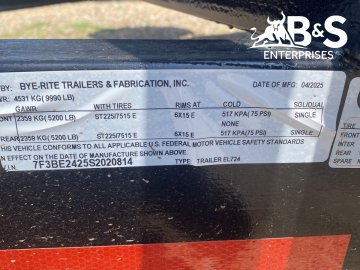 B&S
ENTERPRISES
BY: BYE-RITE TRAILERS & FABRICATION, INC. DATE OF MFG: 04/2025
WR: 4531 KG ( 9990 LB)
GAWR WITH TIRES RIMS AT COLD SOL/DUAL
ONT 2359 KG( 5200 LB) ST225/7515 E 6X15 E 517 KPA( 75 PSI) SINGLE
NONE
REAR 2359 KG ( 5200 LB) ST225/7515 E 6X15 E 517 KPA( 75 PSI) SINGLE
THIS VEHICLE CONFORMS TO ALL APPLICABLE FEDERAL MOTOR VEHICLE SAFETY STANDARDS
IN EFFECT ON THE DATE OF MANUFACTURE SHOWN ABOVE.
V.I.N. 7F3BE2425S2020814 TYPE: TRAILER EL724
TIRE
FRONT
REAR
SPARE